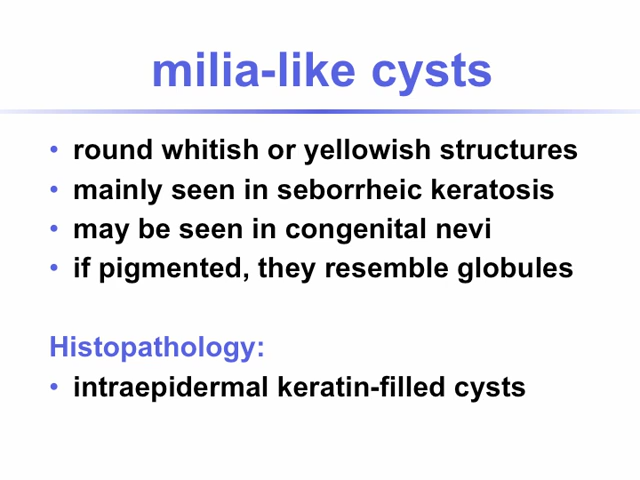 milia-like cysts
• round whitish or yellowish structures
• mainly seen in seborrheic keratosis
• may be seen in congenital nevi
• if pigmented, they resemble globules
Histopathology:
• intraepidermal keratin-filled cysts